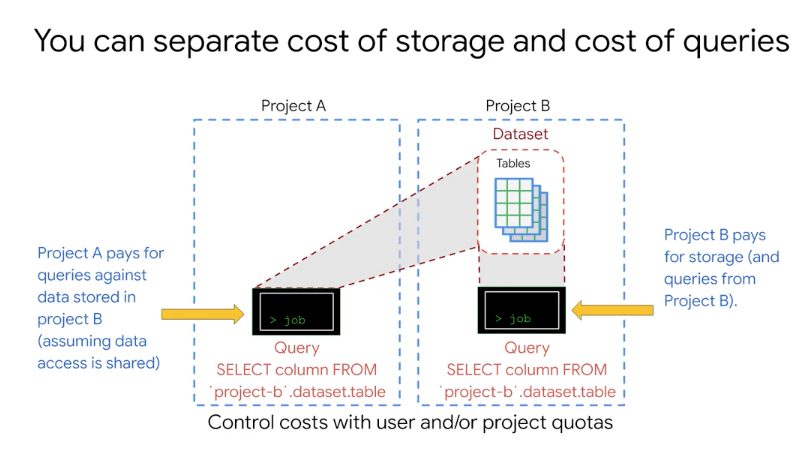 You can separate cost of storage and cost of queries
Project A
Project B
Dataset
Tables
Project A pays for
queries against
data stored in
project B
(assuming data
access is shared)
> job
Query
SELECT column FROM
`project-b`.dataset.table
> job
Query
SELECT column FROM
`project-b`.dataset.table
Project B pays
for storage (and
queries from
Project B).
Control costs with user and/or project quotas